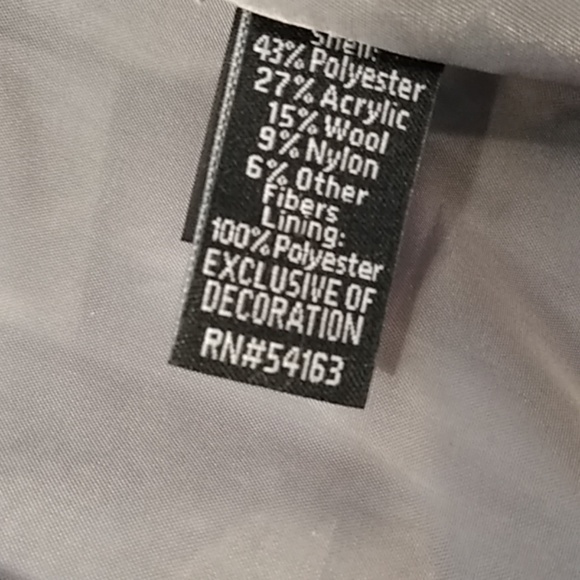 Shell:
43% Polyester
27% Acrylic
15% Wool
9% Nylon
6% Other
Fibers
Lining:
100% Polyester
EXCLUSIVE OF
DECORATION
RN#54163